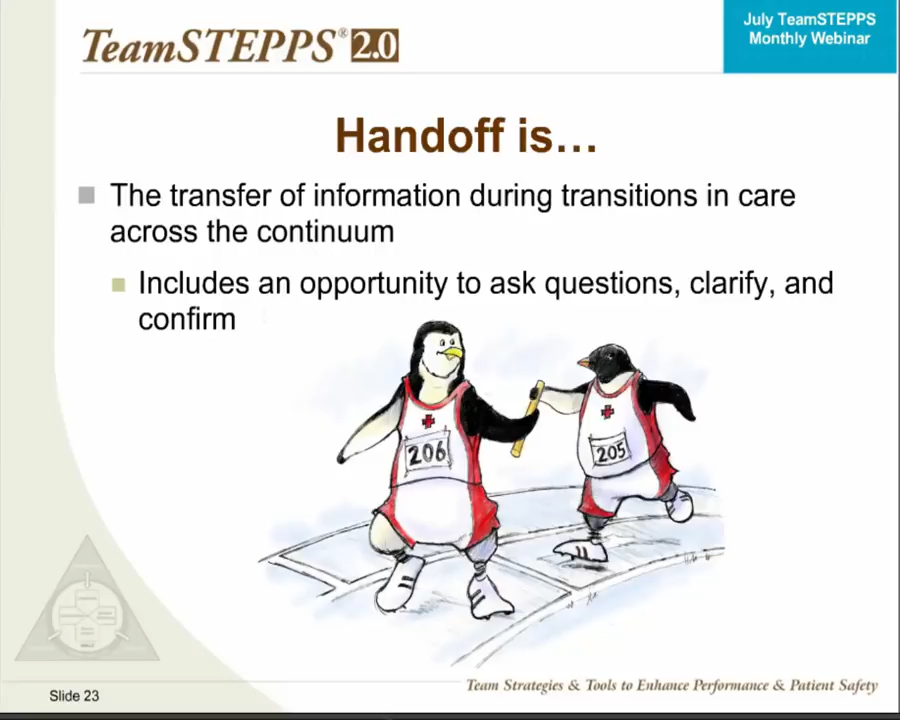 TeamSTEPPS® 2.0
July TeamSTEPPS
Monthly Webinar
Handoff is…
The transfer of information during transitions in care
across the continuum
Includes an opportunity to ask questions, clarify, and
confirm
206
205
Slide 23
Team Strategies & Tools to Enhance Performance & Patient Safety